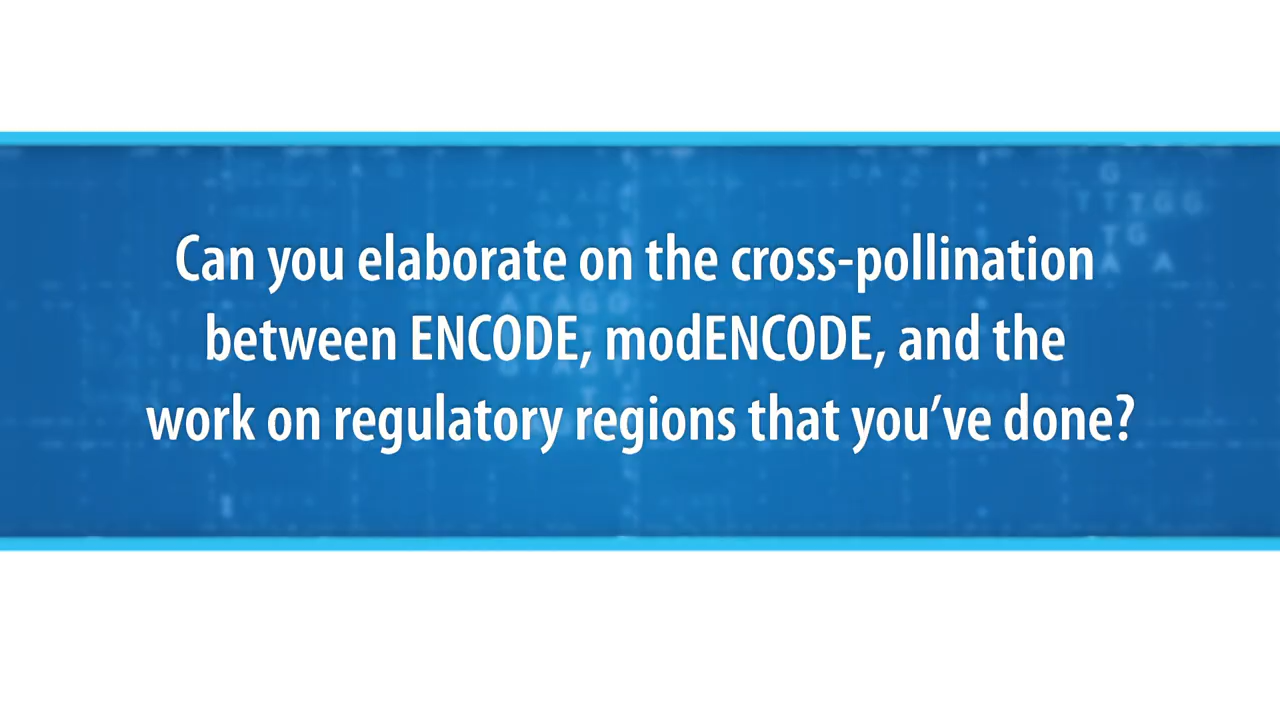 Can you elaborate on the cross-pollination
between ENCODE, modENCODE, and the
work on regulatory regions that you’ve done?